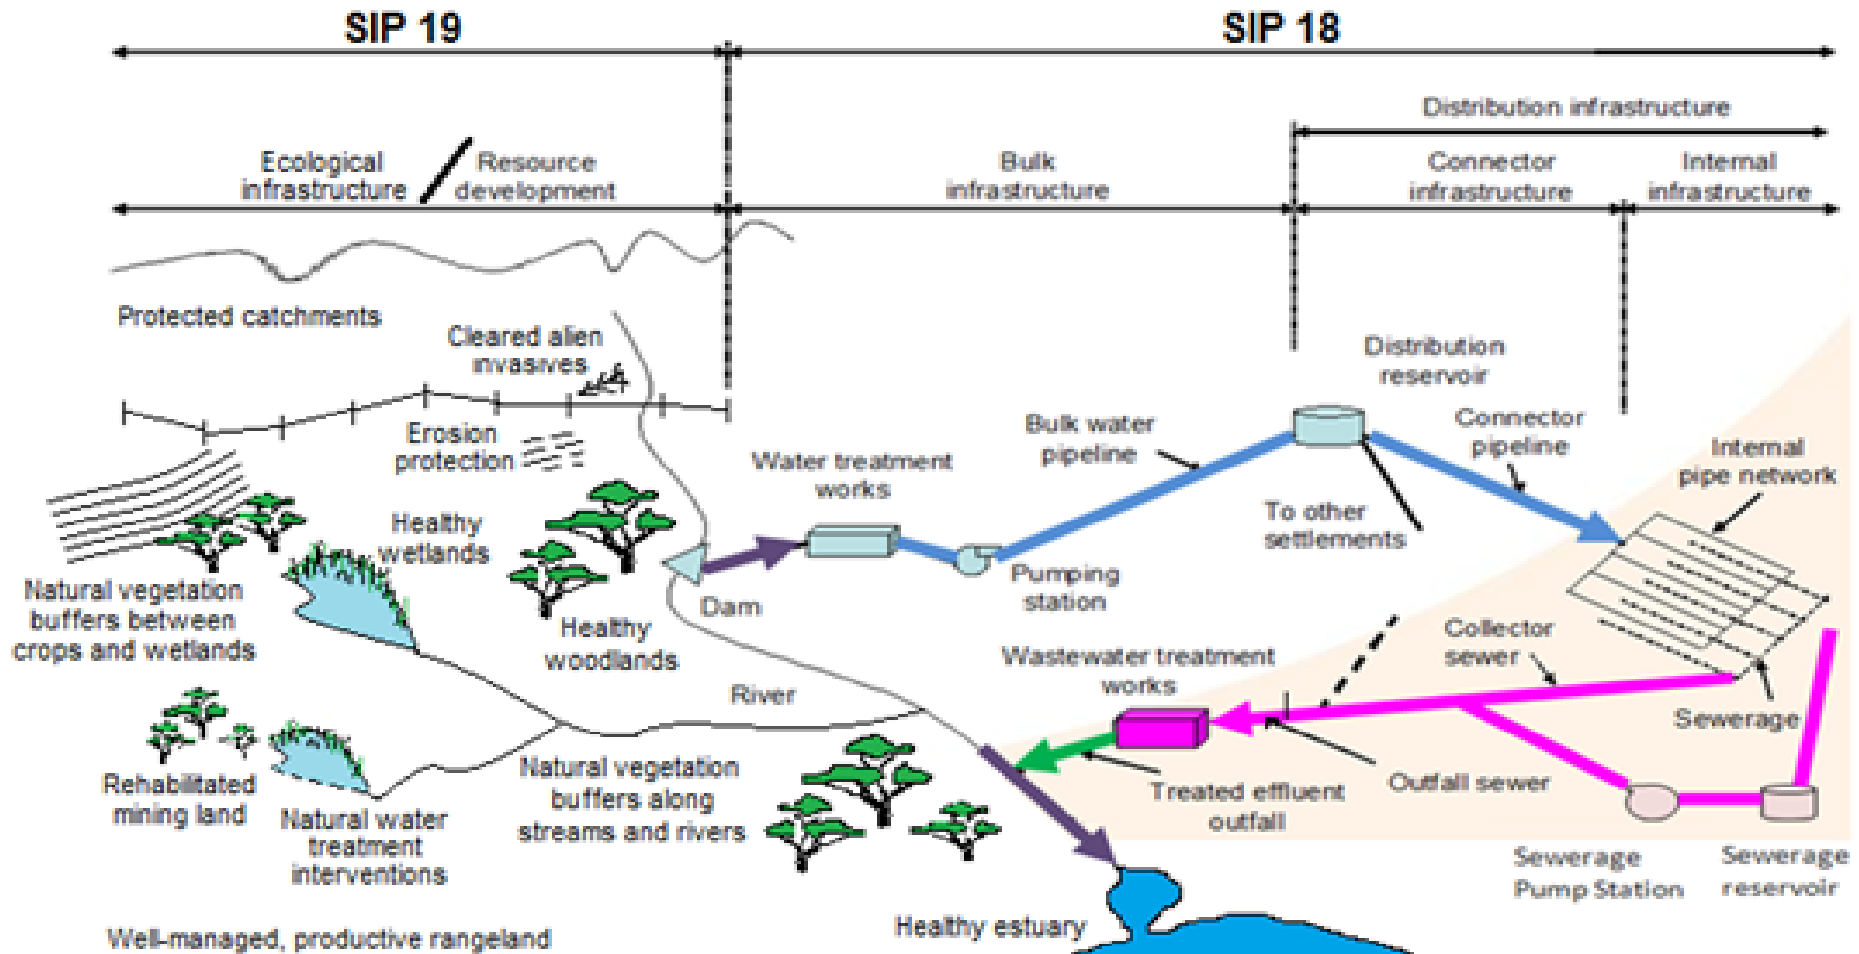 SIP 19
SIP 18
Distribution infrastructure
Ecological
infrastructure
Resource
development
Bulk
infrastructure
Connector
infrastructure
Internal
infrastructure
Protected catchments
Cleared alien
invasives
Distribution
reservoir
Erosion
protection
Bulk water
pipeline
Connector
pipeline
Internal
pipe network
Water treatment
works
Healthy
wetlands
To other
settlements
Natural vegetation
buffers between
crops and wetlands
Dam
Pumping
station
Healthy
woodlands
Collector
sewer
Wastewater treatment
works
River
Sewerage
Rehabilitated
mining land
Natural water
treatment
interventions
Natural vegetation
buffers along
streams and rivers
Treated effluent
outfall
Outfall sewer
Sewerage
Pump Station
Sewerage
reservoir
Healthy estuary
Well-managed, productive rangeland